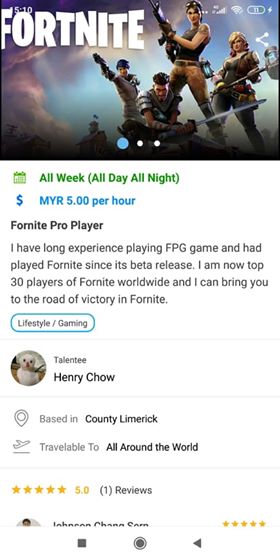 15:10
4G
11
FORTNITE
All Week (All Day All Night)
$ MYR 5.00 per hour
Fornite Pro Player
I have long experience playing FPG game and had
played Fornite since its beta release. I am now top
30 players of Fornite worldwide and I can bring you
to the road of victory in Fornite.
Lifestyle / Gaming
Talentee
Henry Chow
Based in County Limerick
Travelable To All Around the World
5.0 (1) Reviews
Johnson Chang Sern